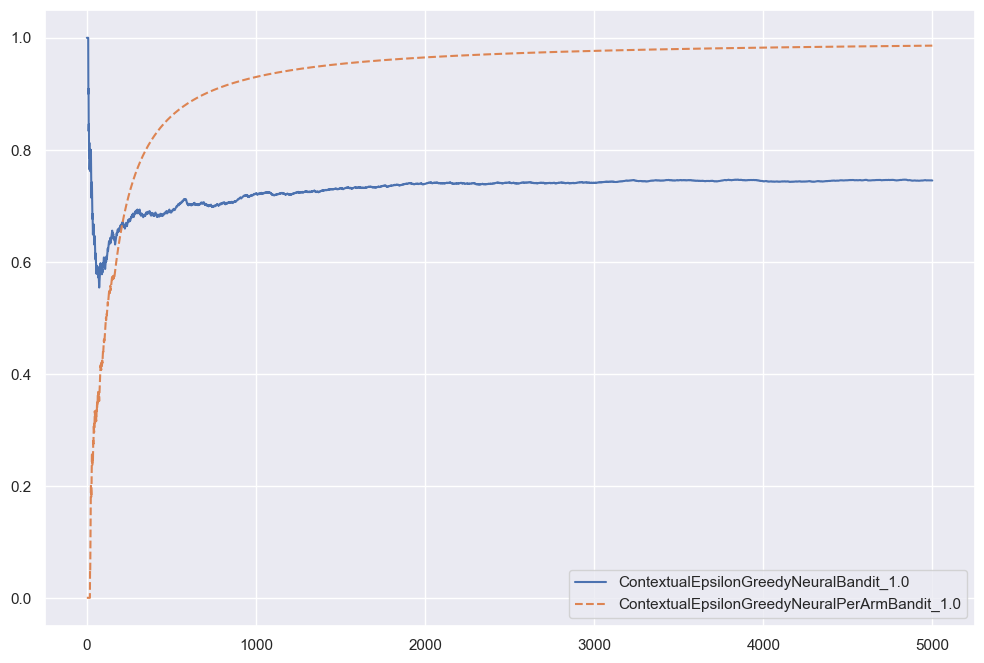 1.0
0.8
0.6
0.4
0.2
0.0
0 1000 2000 3000 4000 5000
ContextualEpsilonGreedyNeuralBandit_1.0
ContextualEpsilonGreedyNeuralPerArmBandit_1.0